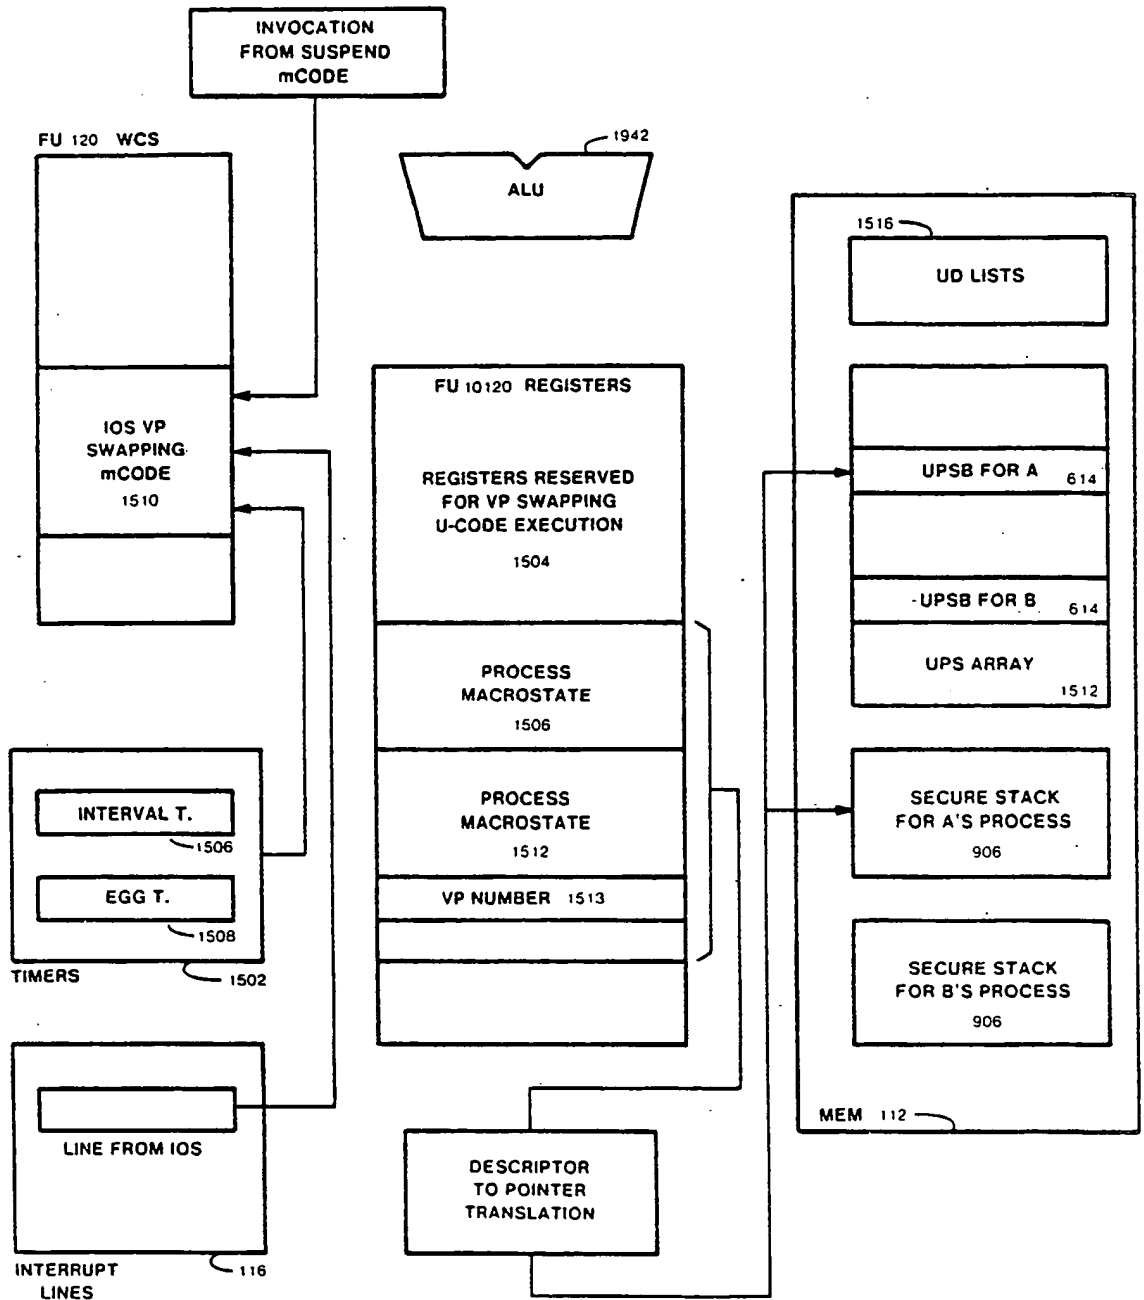 INVOCATION
FROM SUSPEND
mCODE
FU 120 WCS
IOS VP
SWAPPING
mCODE
1510
1942
ALU
FU 10120 REGISTERS
REGISTERS RESERVED
FOR VP SWAPPING
U-CODE EXECUTION
1504
PROCESS
MACROSTATE
1506
PROCESS
MACROSTATE
1512
VP NUMBER 1513
INTERVAL T.
1506
EGG T.
1508
TIMERS
1502
LINE FROM IOS
INTERRUPT
LINES
116
DESCRIPTOR
TO POINTER
TRANSLATION
1516
UD LISTS
UPSB FOR A 614
UPSB FOR B 614
UPS ARRAY
1512
SECURE STACK
FOR A'S PROCESS
906
SECURE STACK
FOR B'S PROCESS
906
MEM 112